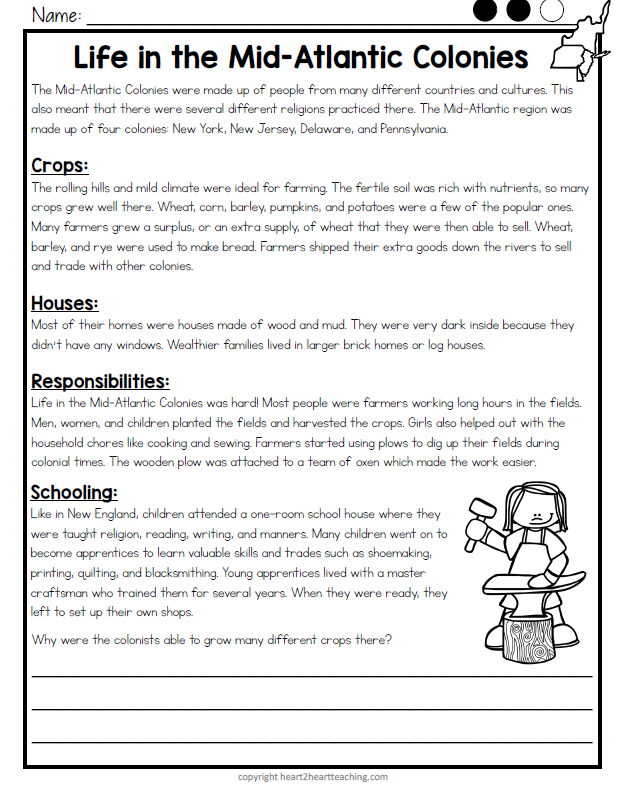 Name:
Life in the Mid-Atlantic Colonies
The Mid-Atlantic Colonies were made up of people from many different countries and cultures. This
also meant that there were several different religions practiced there. The Mid-Atlantic region was
made up of four colonies: New York, New Jersey, Delaware, and Pennsylvania.
Crops:
The rolling hills and mild climate were ideal for farming. The fertile soil was rich with nutrients, so many
crops grew well there. Wheat, corn, barley, pumpkins, and potatoes were a few of the popular ones.
Many farmers grew a surplus, or an extra supply, of wheat that they were then able to sell. Wheat,
barley, and rye were used to make bread. Farmers shipped their extra goods down the rivers to sell
and trade with other colonies.
Houses:
Most of their homes were houses made of wood and mud. They were very dark inside because they
didn't have any windows. Wealthier families lived in larger brick homes or log houses.
Responsibilities:
Life in the Mid-Atlantic Colonies was hard! Most people were farmers working long hours in the fields.
Men, women, and children planted the fields and harvested the crops. Girls also helped out with the
household chores like cooking and sewing. Farmers started using plows to dig up their fields during
colonial times. The wooden plow was attached to a team of oxen which made the work easier.
Schooling:
Like in New England, children attended a one-room school house where they
were taught religion, reading, writing, and manners. Many children went on to
become apprentices to learn valuable skills and trades such as shoemaking,
printing, quilting, and blacksmithing. Young apprentices lived with a master
craftsman who trained them for several years. When they were ready, they
left to set up their own shops.
Why were the colonists able to grow many different crops there?
copyright heart2heartteaching.com